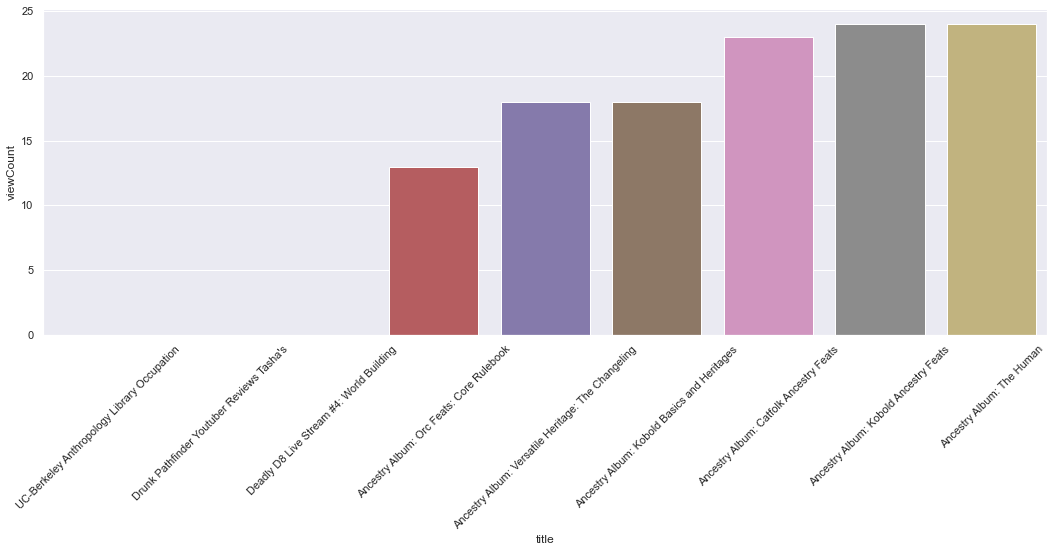 25
20
15
10
5
0
viewCount
UC-Berkeley Anthropology Library Occupation
Drunk Pathfinder Youtuber Reviews Tasha's
Deadly D8 Live Stream #4: World Building
Ancestry Album: Orc Feats: Core Rulebook
Ancestry Album: Versatile Heritage: The Changeling
Ancestry Album: Kobold Basics and Heritages
Ancestry Album: Catfolk Ancestry Feats
Ancestry Album: Kobold Ancestry Feats
Ancestry Album: The Human
title